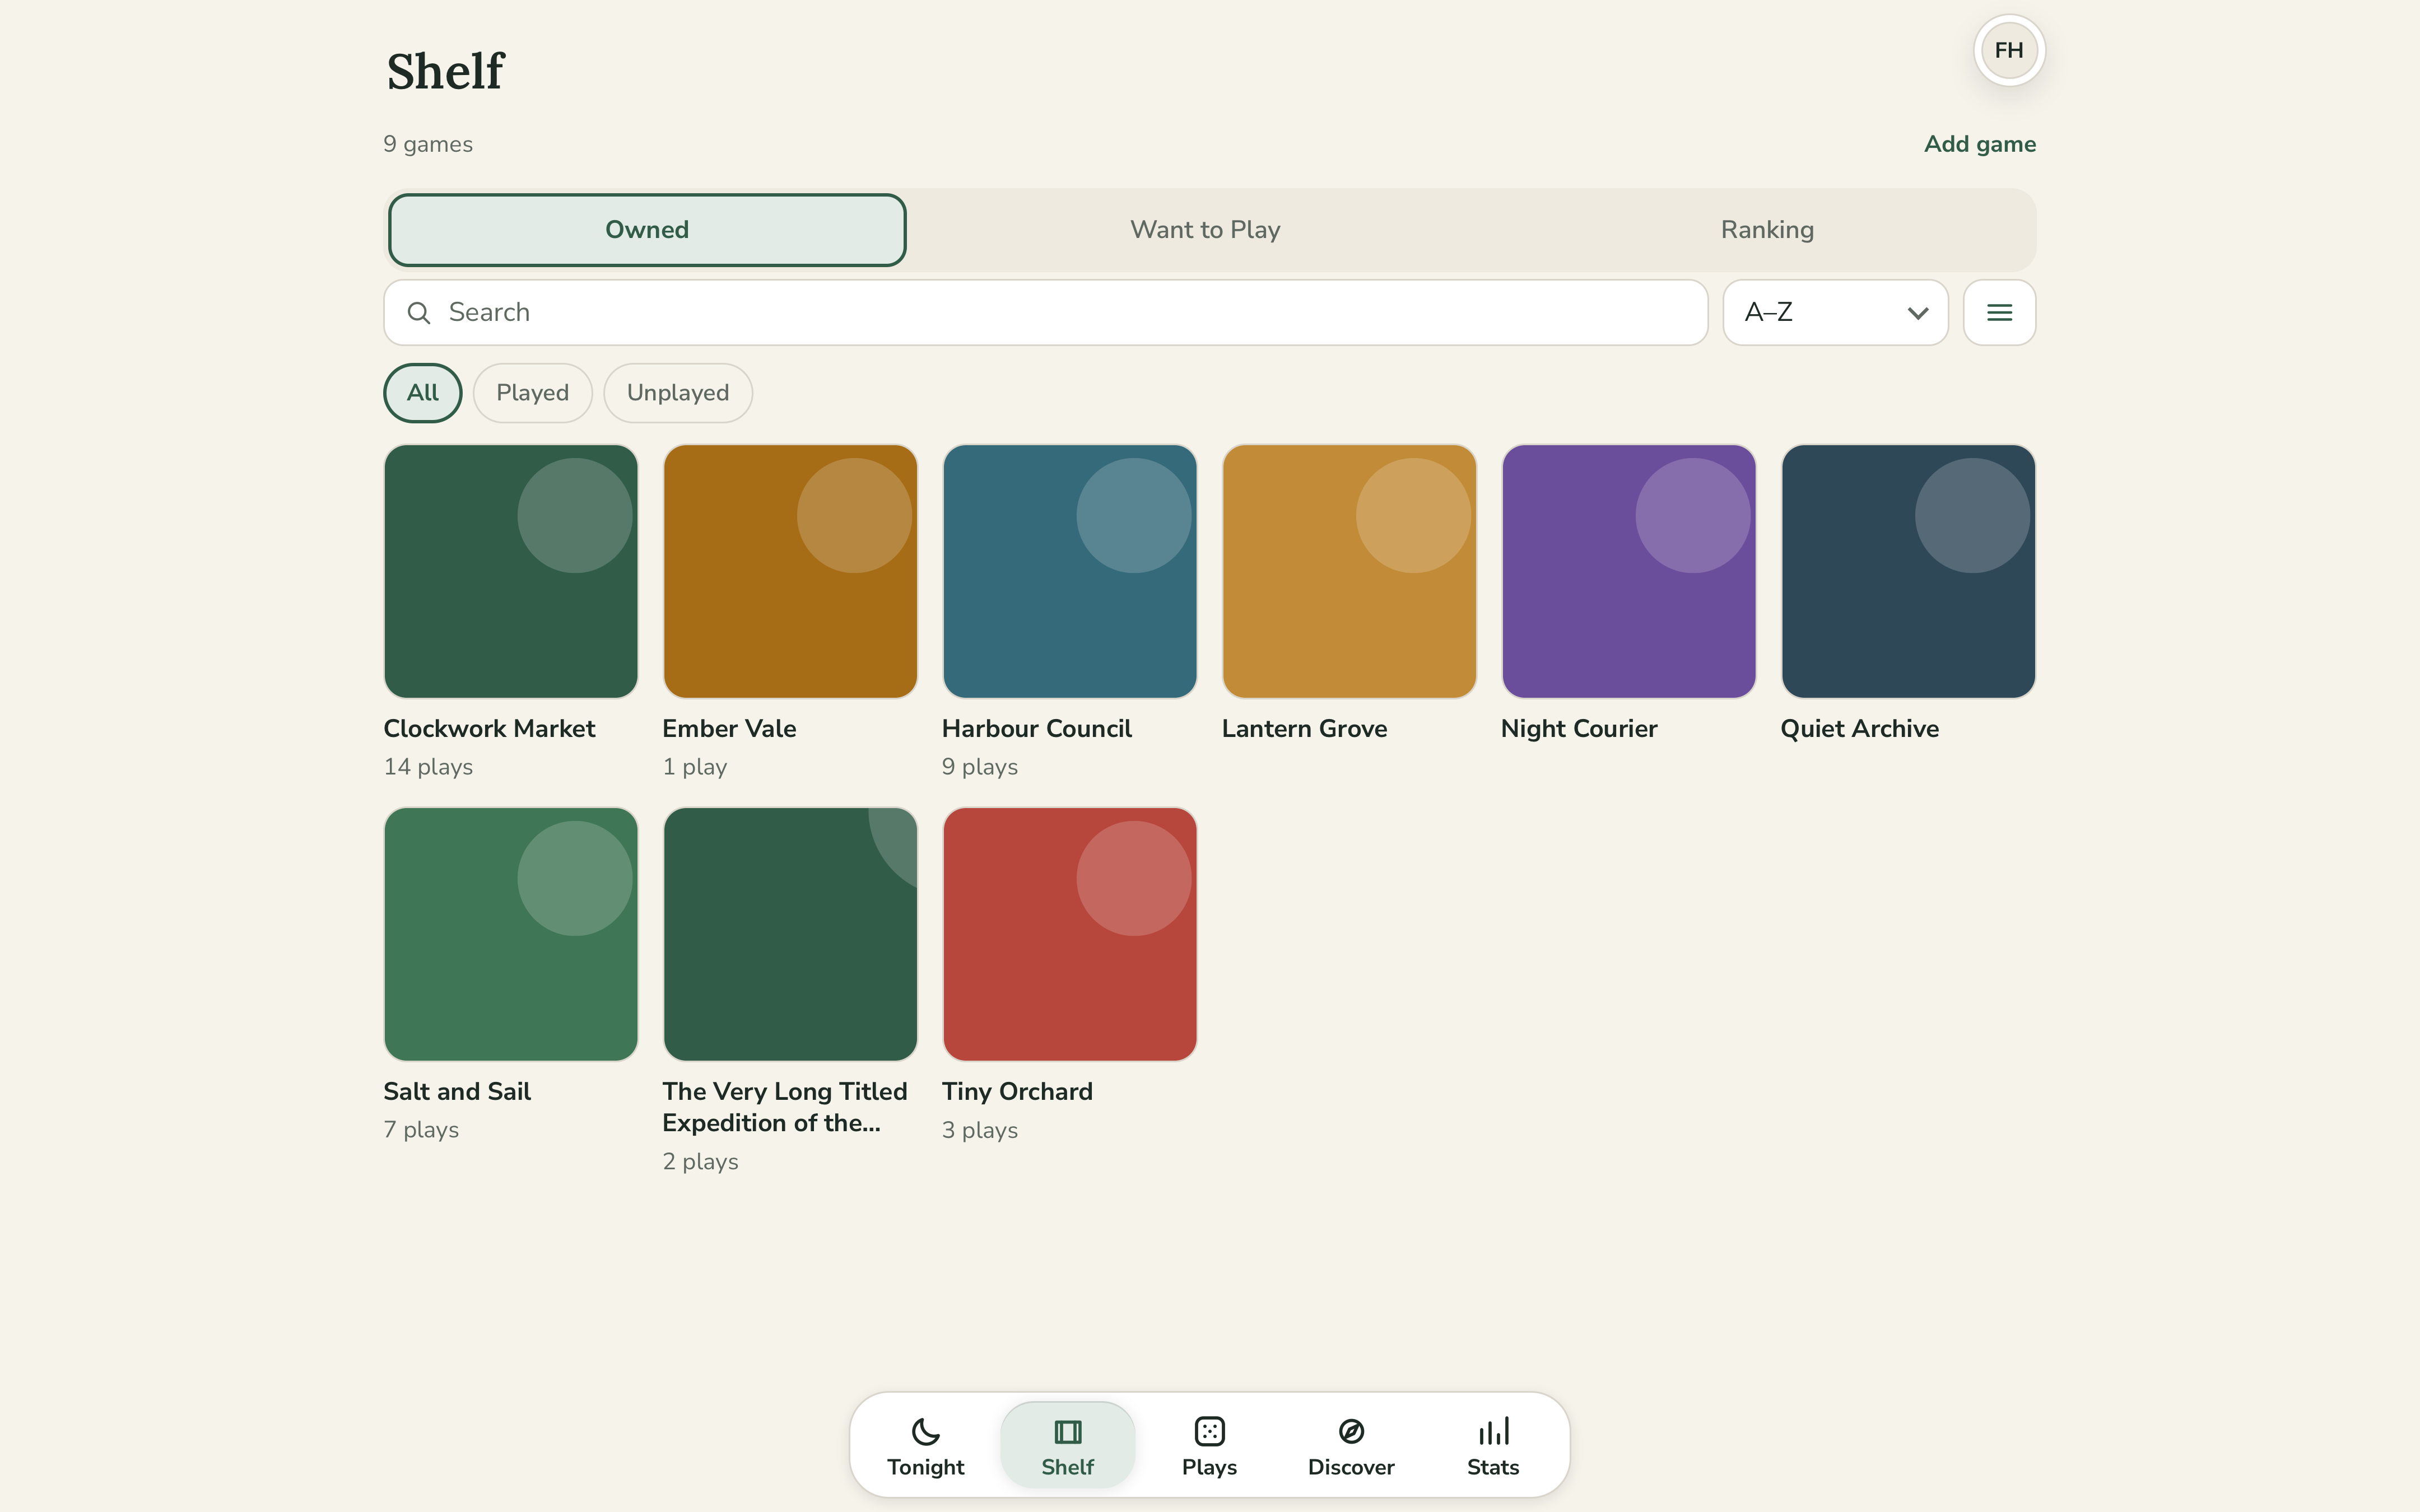 Shelf
FH
9 games
Add game
Owned
Want to Play
Ranking
Search
A–Z
All
Played
Unplayed
Clockwork Market
14 plays
Ember Vale
1 play
Harbour Council
9 plays
Lantern Grove
Night Courier
Quiet Archive
Salt and Sail
7 plays
The Very Long Titled
Expedition of the...
2 plays
Tiny Orchard
3 plays
Tonight
Shelf
Plays
Discover
Stats